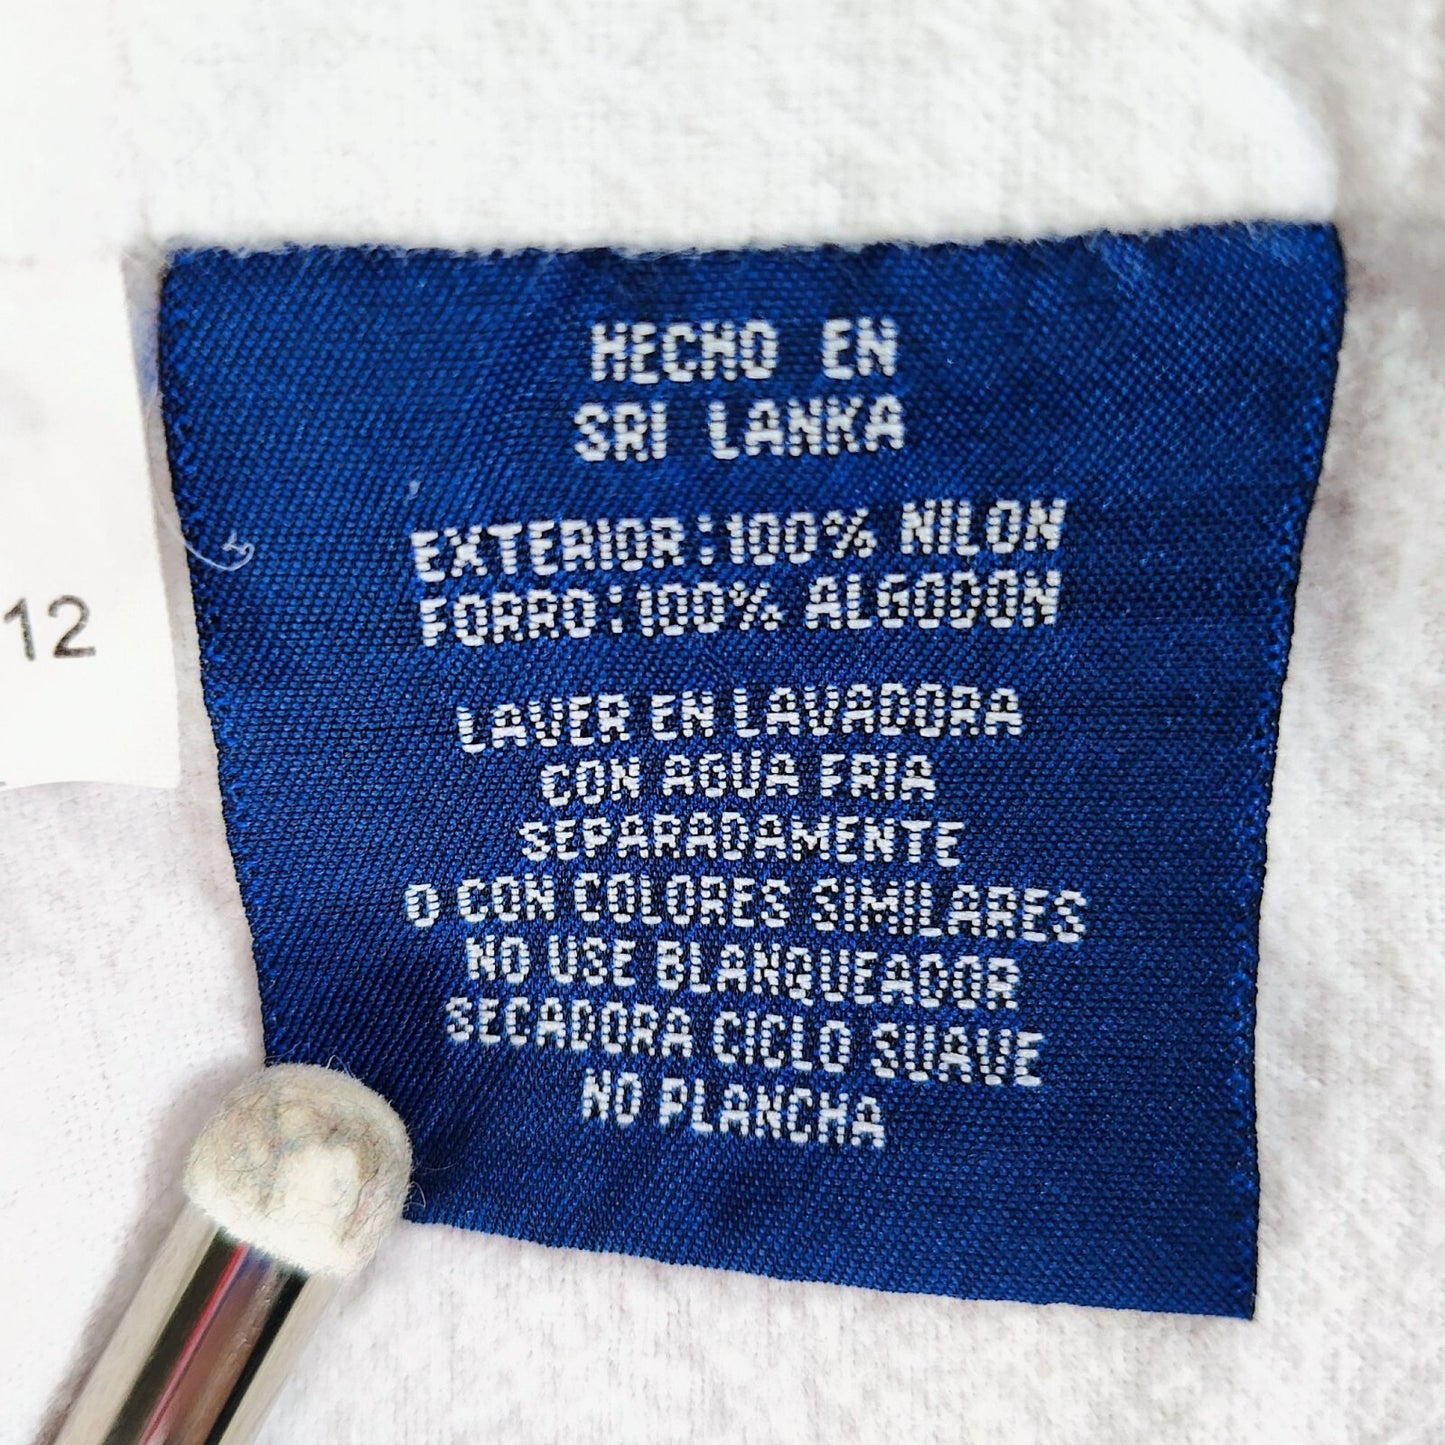 HECHO EN
SRI LANKA
EXTERIOR:100% NILON
FORRO:100% ALGODON
LAVER EN LAVADORA
CON AGUA FRIA
SEPARADAMENTE
O CON COLORES SIMILARES
NO USE BLANQUEADOR
SECADORA CICLO SUAVE
NO PLANCHA
12